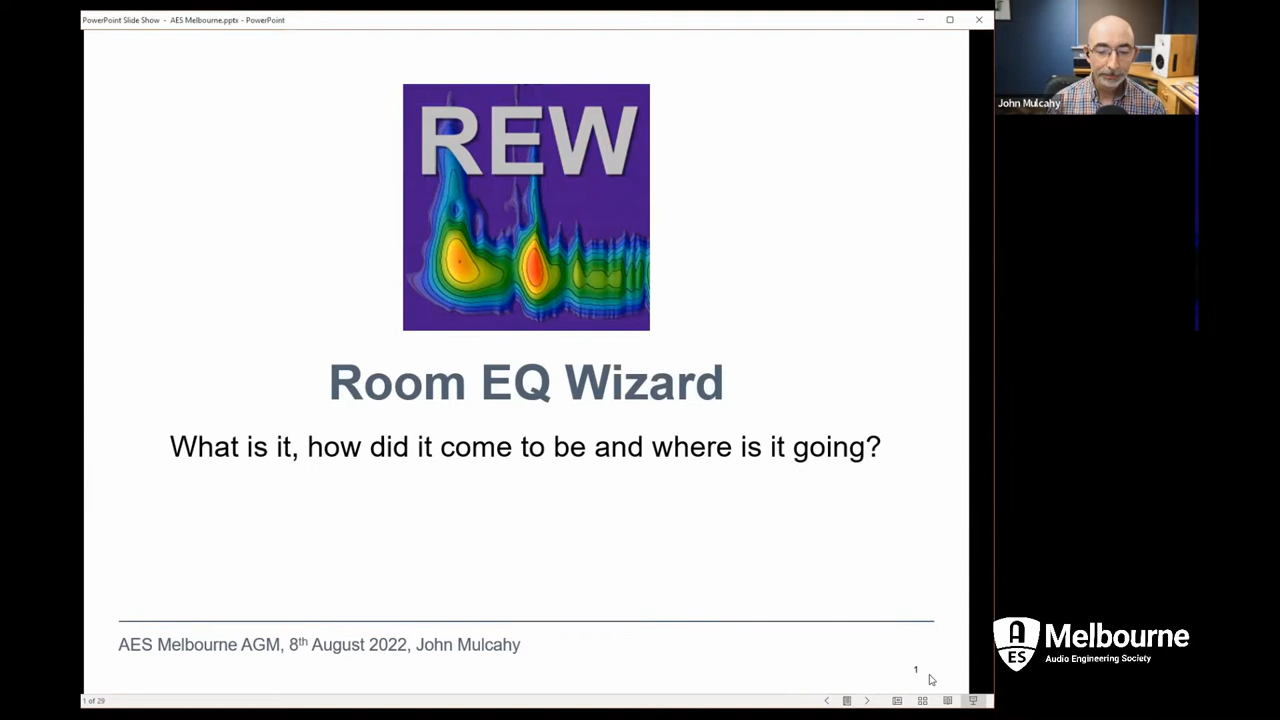 PowerPoint Slide Show - AES Melbourne.pptx - PowerPoint
John Mulcahy
REW
Room EQ Wizard
What is it, how did it come to be and where is it going?
AES Melbourne AGM, 8th August 2022, John Mulcahy
1
1 of 29
AES Melbourne
Audio Engineering Society